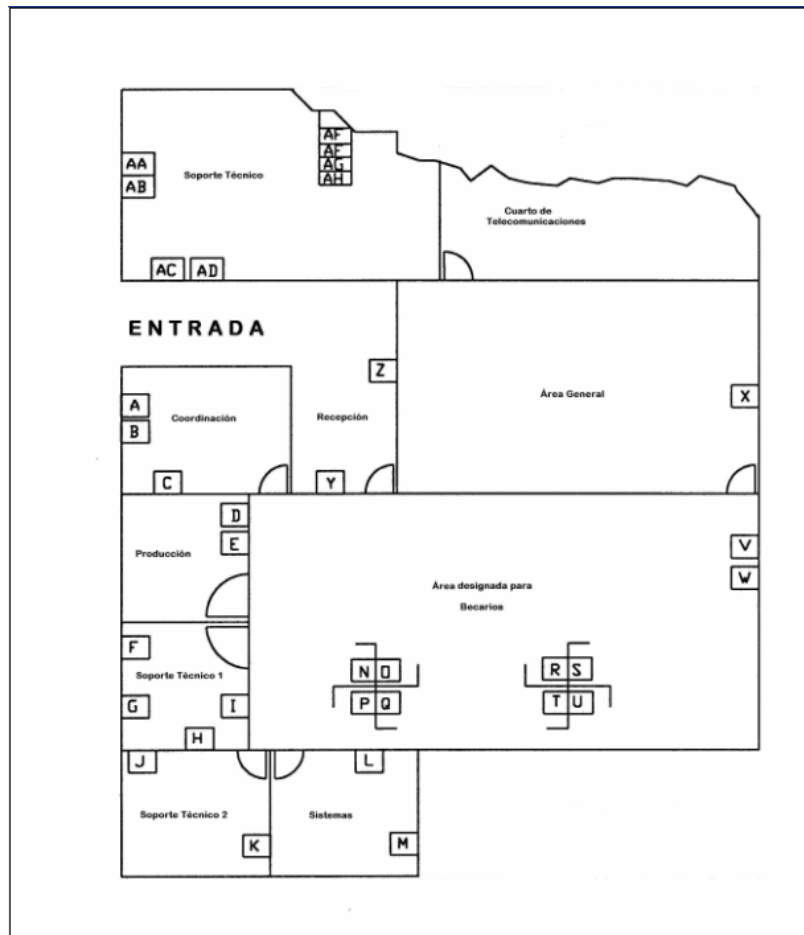 AF
AF
AG
AH
AA
AB
Soporte Técnico
Cuarto de
Telecomunicaciones
AC AD
ENTRADA
Z
A
B
Coordinación
Recepción
Área General
X
C
Y
D
E
Producción
V
W
Área designada para
Becarios
F
Soporte Técnico 1
G
I
H
N O
P Q
R S
T U
J
L
Soporte Técnico 2
Sistemas
K
M